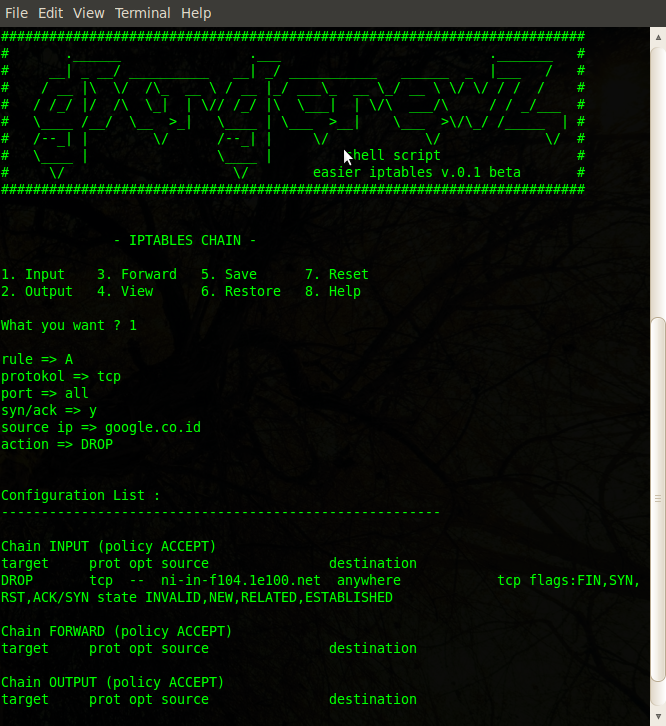 File Edit View Terminal Help
shell script
easier iptables v.0.1 beta
- IPTABLES CHAIN -
1. Input    3. Forward   5. Save      7. Reset
2. Output   4. View      6. Restore   8. Help
What you want ? 1
rule => A
protokol => tcp
port => all
syn/ack => y
source ip => google.co.id
action => DROP
Configuration List :
-------------------------------------------------------
Chain INPUT (policy ACCEPT)
target     prot opt source               destination
DROP       tcp  --  ni-in-f104.1e100.net  anywhere            tcp flags:FIN,SYN,
RST,ACK/SYN state INVALID,NEW,RELATED,ESTABLISHED
Chain FORWARD (policy ACCEPT)
target     prot opt source               destination
Chain OUTPUT (policy ACCEPT)
target     prot opt source               destination